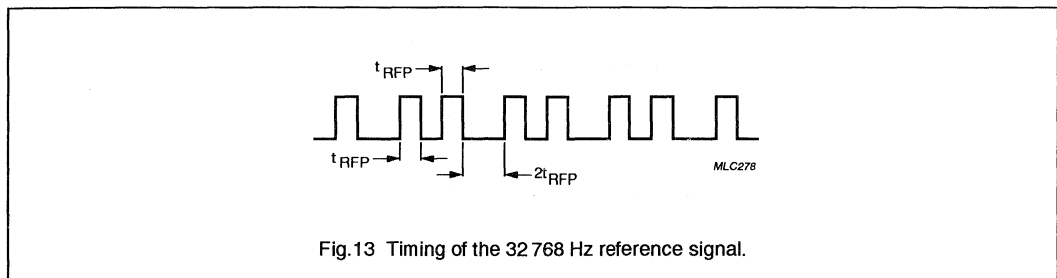 tRFP
tRFP
2tRFP
MLC278
Fig.13 Timing of the 32 768 Hz reference signal.